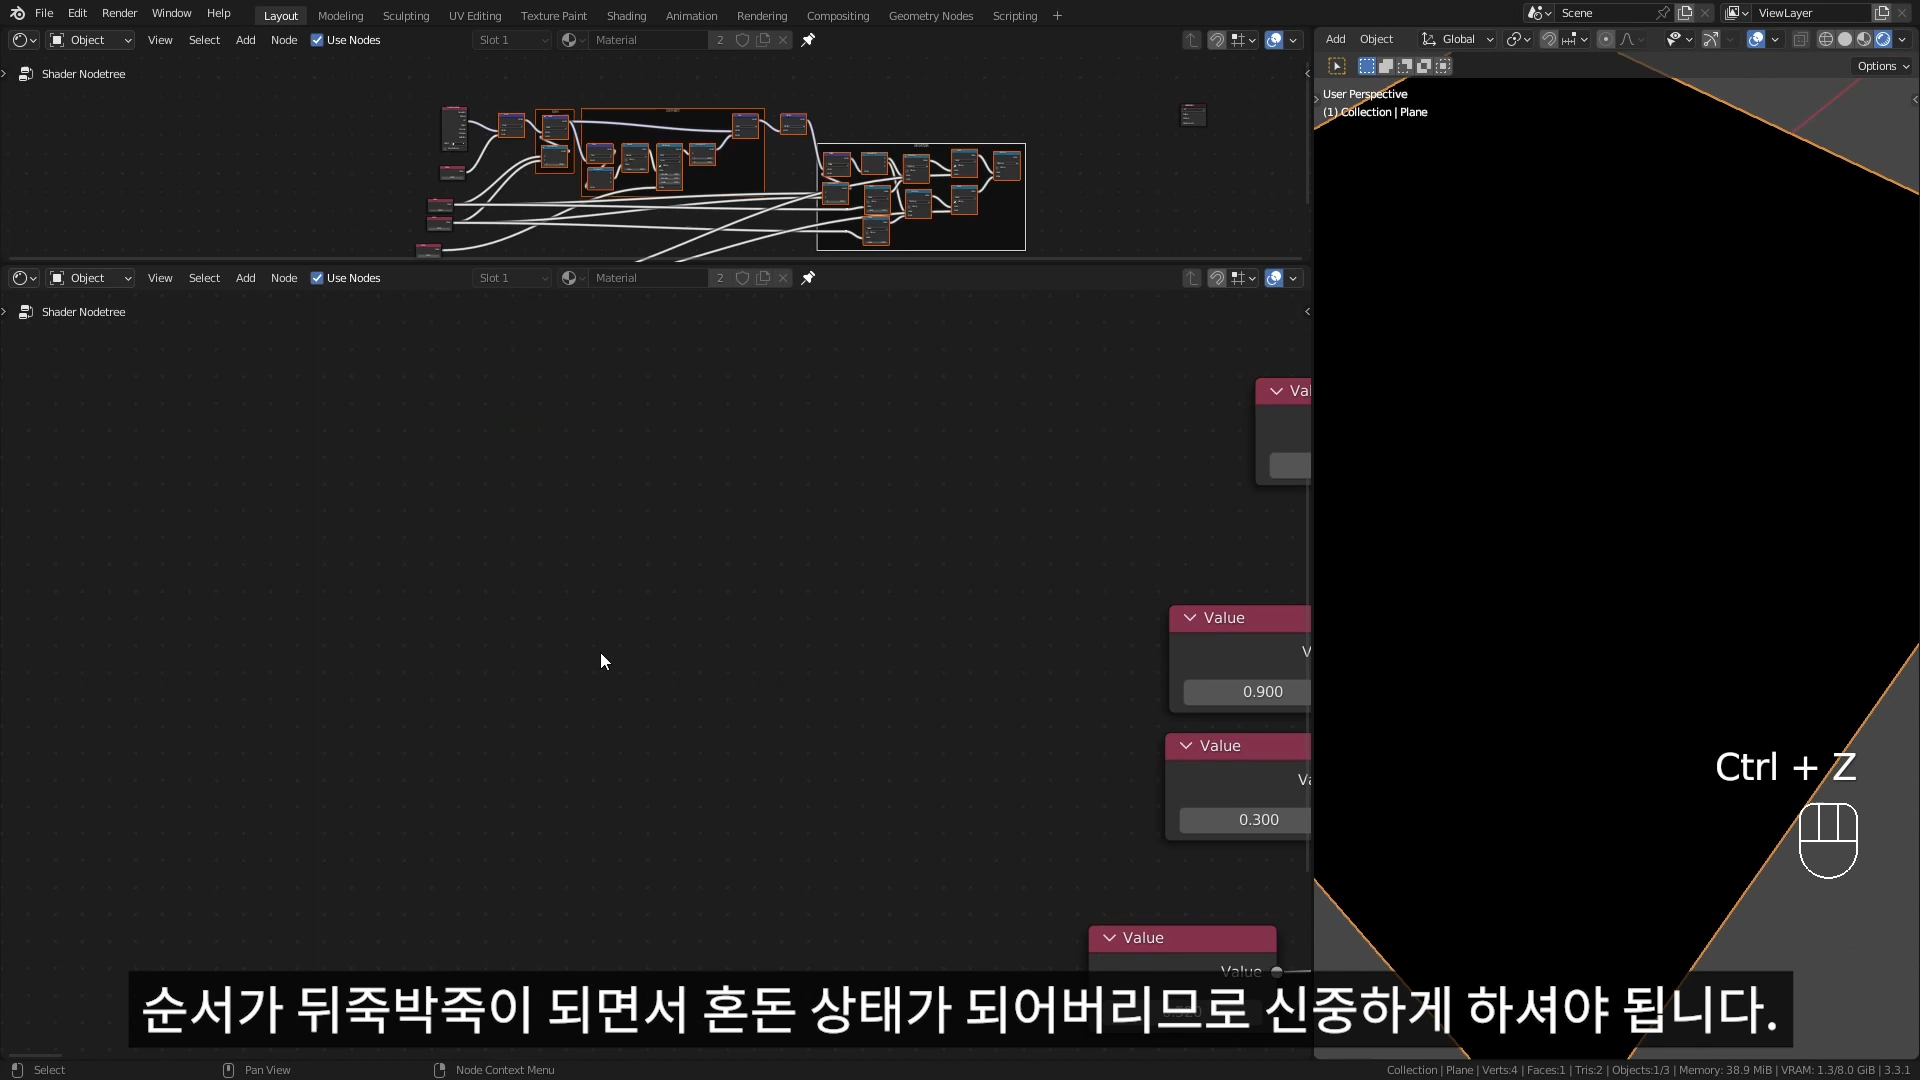 File Edit Render Window Help Layout Modeling Sculpting UV Editing Texture Paint Shading Animation Rendering Compositing Geometry Nodes Scripting + Scene ViewLayer
Object View Select Add Node Use Nodes Slot 1 Material 2 Add Object Global
Options
Shader Nodetree
User Perspective
(1) Collection | Plane
Object View Select Add Node Use Nodes Slot 1 Material 2
Shader Nodetree
Val
Value
V
0.900
Value
Va
0.300
Ctrl + Z
Value
Value
순서가 뒤죽박죽이 되면서 혼돈 상태가 되어버리므로 신중하게 하셔야 됩니다.
Select Pan View Node Context Menu Collection | Plane | Verts:4 | Faces:1 | Tris:2 | Objects:1/3 | Memory: 38.9 MiB | VRAM: 1.3/8.0 GiB | 3.3.1